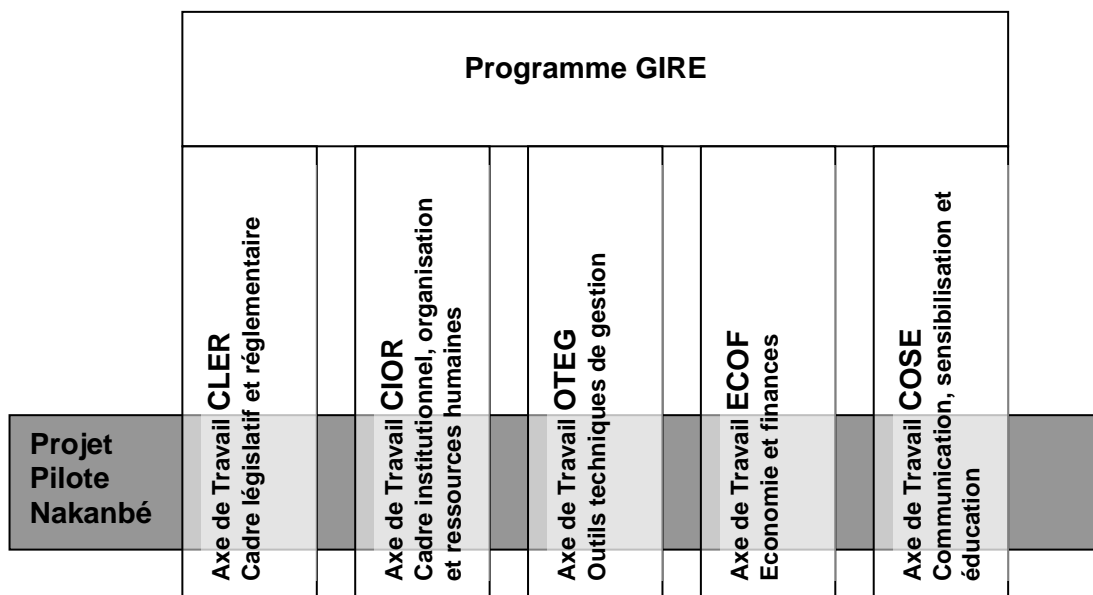 Programme GIRE
Axe de Travail CLER
Cadre législatif et réglementaire
Axe de Travail CIOR
Cadre institutionnel, organisation
et ressources humaines
Axe de Travail OTEG
Outils techniques de gestion
Axe de Travail ECOF
Economie et finances
Axe de Travail COSE
Communication, sensibilisation et
éducation
Projet
Pilote
Nakanbé